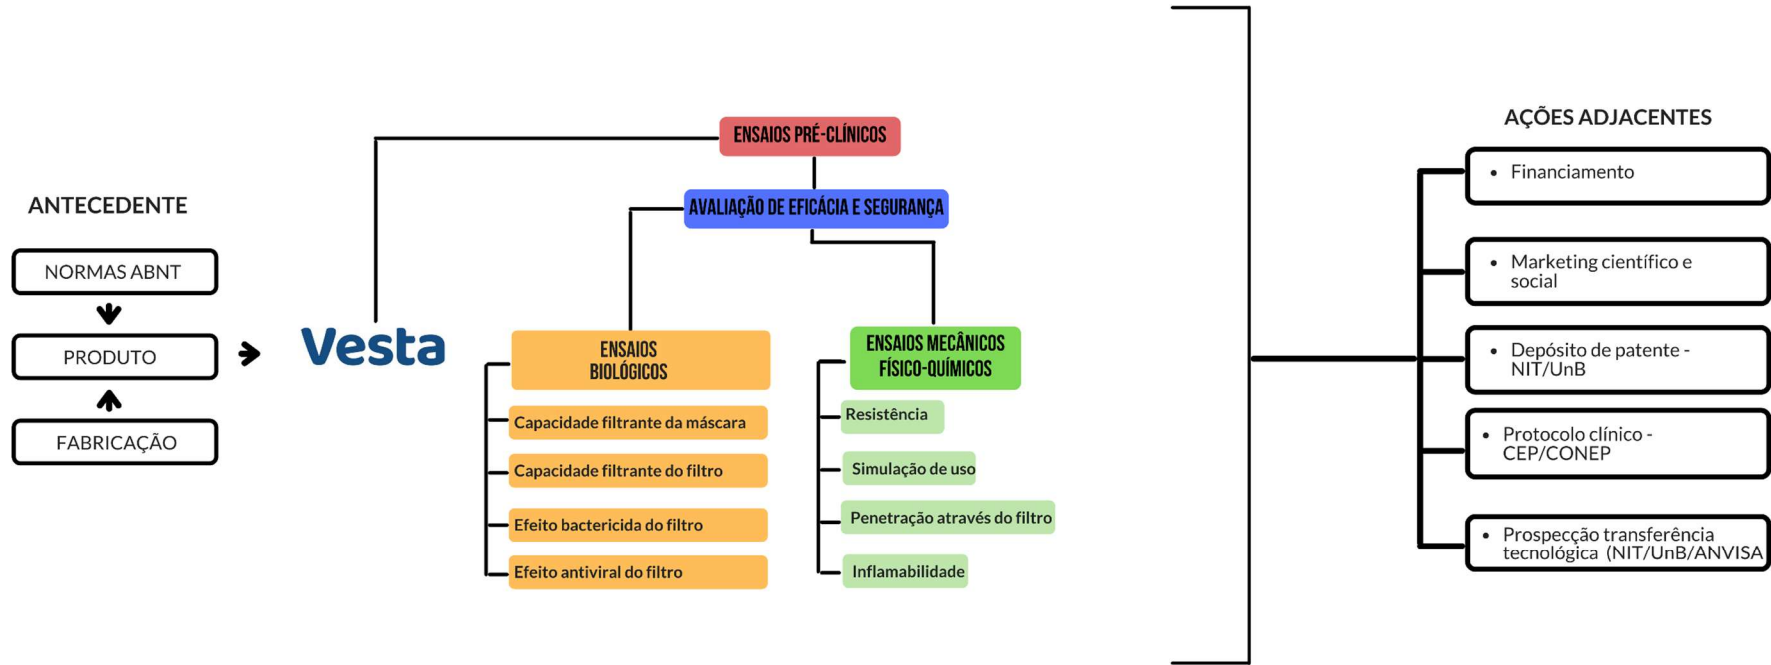 ANTECEDENTE
NORMAS ABNT
PRODUTO
FABRICAÇÃO
Vesta
ENSAIOS PRÉ-CLÍNICOS
AVALIAÇÃO DE EFICÁCIA E SEGURANÇA
ENSAIOS
BIOLÓGICOS
Capacidade filtrante da máscara
Capacidade filtrante do filtro
Efeito bactericida do filtro
Efeito antiviral do filtro
ENSAIOS MECÂNICOS
FÍSICO-QUÍMICOS
Resistência
Simulação de uso
Penetração através do filtro
Inflamabilidade
AÇÕES ADJACENTES
• Financiamento
• Marketing científico e
social
• Depósito de patente -
NIT/UnB
• Protocolo clínico -
CEP/CONEP
• Prospecção transferência
tecnológica (NIT/UnB/ANVISA